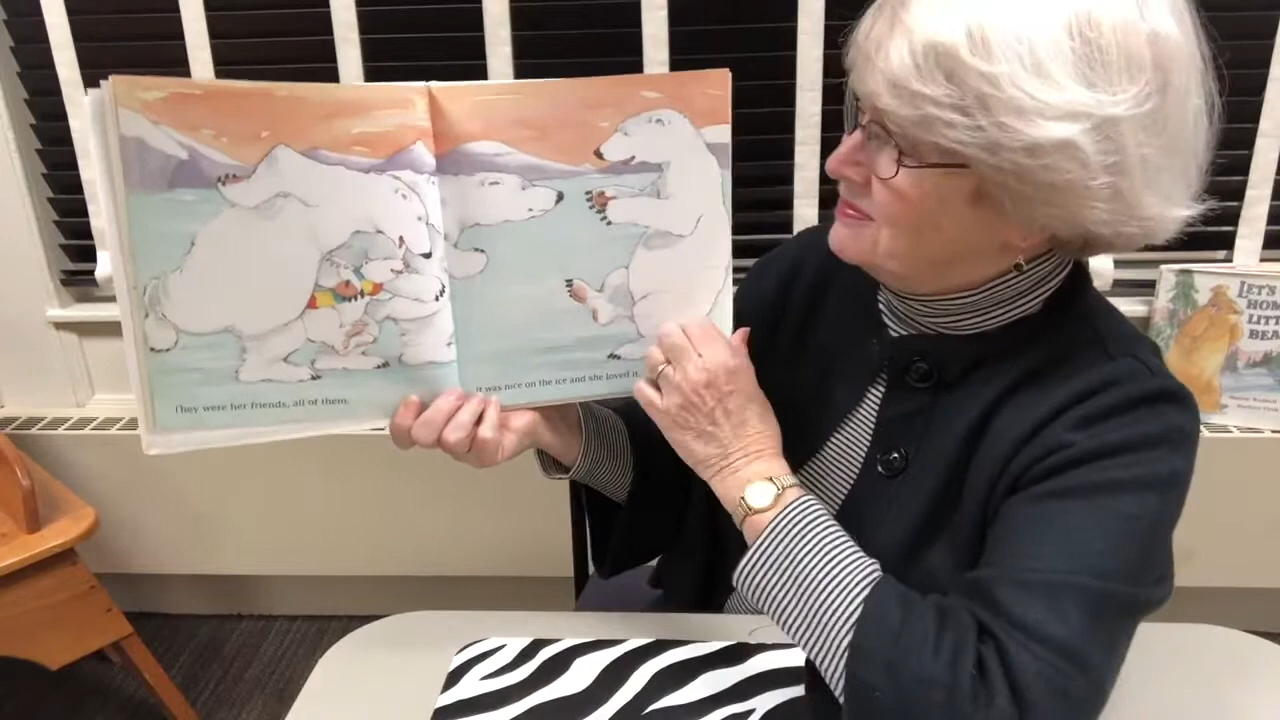 They were her friends, all of them.
it was nice on the ice and she loved it.
LET'S
HOM
LITT
BEA